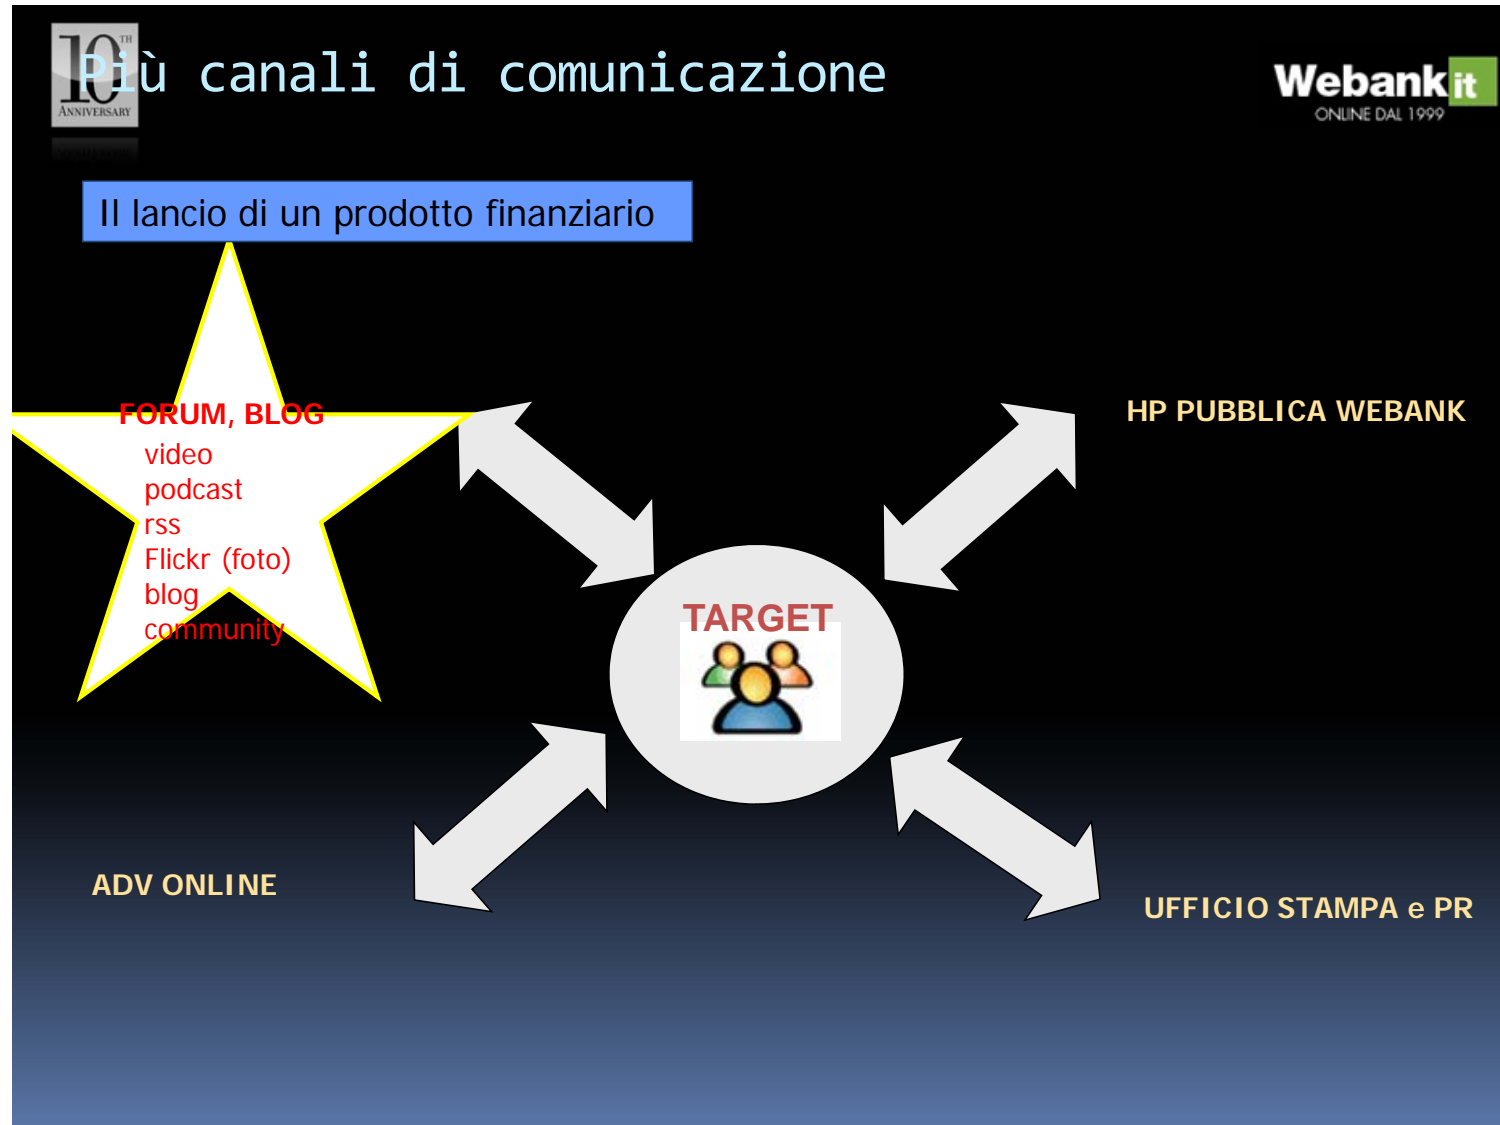 10TH
ANNIVERSARY
Più canali di comunicazione
Webank.it
ONLINE DAL 1999
Il lancio di un prodotto finanziario
FORUM, BLOG
video
podcast
rss
Flickr (foto)
blog
community
HP PUBBLICA WEBANK
TARGET
ADV ONLINE
UFFICIO STAMPA e PR